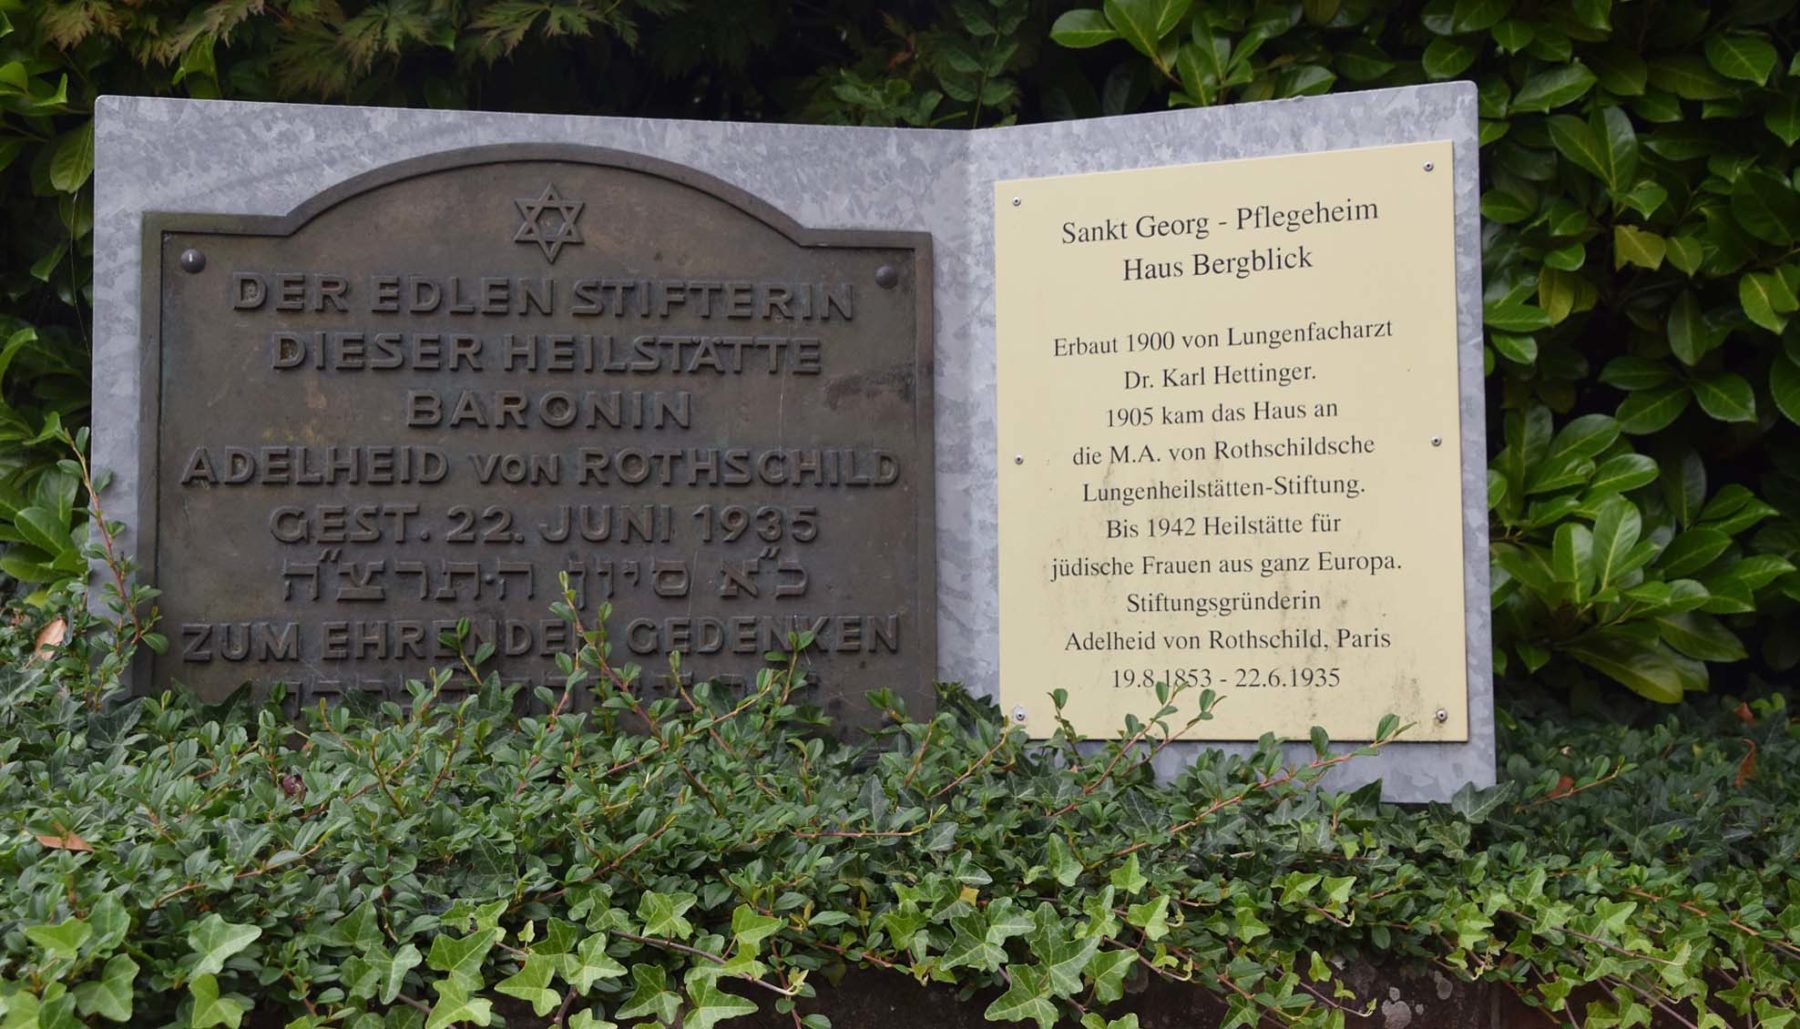 DER EDLEN STIFTERIN
DIESER HEILSTÄTTE
BARONIN
ADELHEID VON ROTHSCHILD
GEST. 22. JUNI 1935
כ״א סיון התרצ״ה
ZUM EHRENDEN GEDENKEN
Sankt Georg - Pflegeheim
Haus Bergblick
Erbaut 1900 von Lungenfacharzt
Dr. Karl Hettinger.
1905 kam das Haus an
die M.A. von Rothschildsche
Lungenheilstätten-Stiftung.
Bis 1942 Heilstätte für
jüdische Frauen aus ganz Europa.
Stiftungsgründerin
Adelheid von Rothschild, Paris
19.8.1853 - 22.6.1935